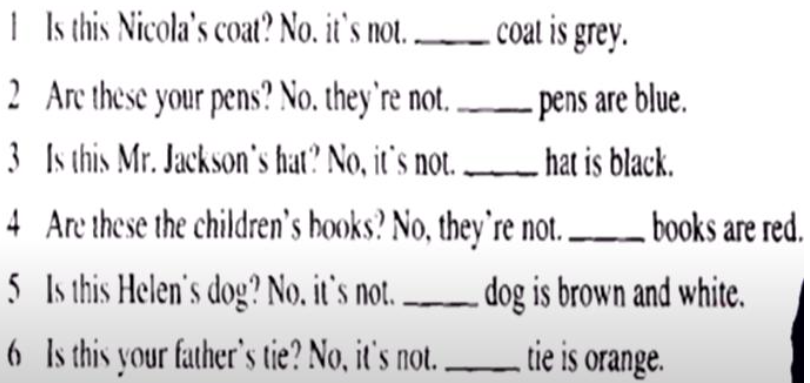 1 Is this Nicola's coat? No. it's not. _____ coat is grey.
2 Are these your pens? No. they're not. _____ pens are blue.
3 Is this Mr. Jackson's hat? No, it's not. _____ hat is black.
4 Are these the children's books? No, they're not. _____ books are red.
5 Is this Helen's dog? No. it's not. _____ dog is brown and white.
6 Is this your father's tie? No, it's not. _____ tie is orange.